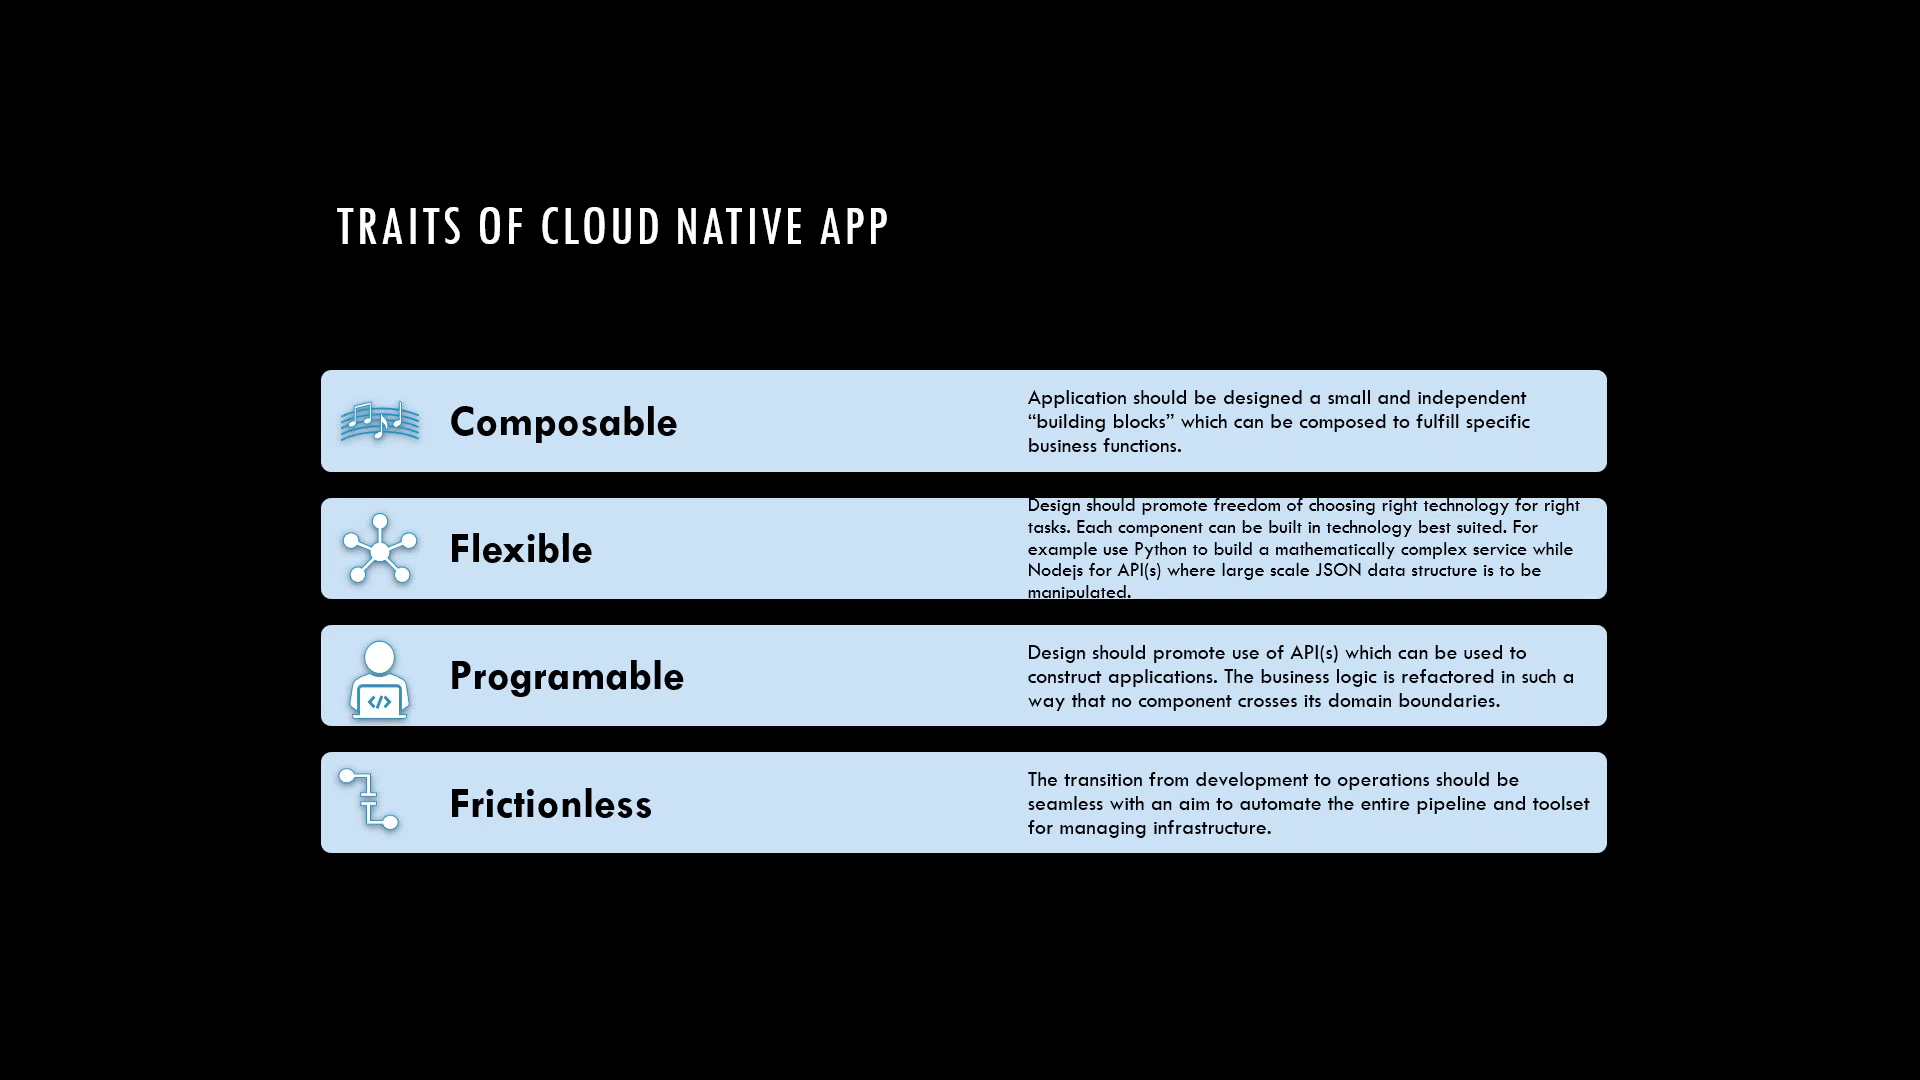 TRAITS OF CLOUD NATIVE APP
Composable
Application should be designed a small and independent
“building blocks” which can be composed to fulfill specific
business functions.
Flexible
Design should promote freedom of choosing right technology for right
tasks. Each component can be built in technology best suited. For
example use Python to build a mathematically complex service while
Nodejs for API(s) where large scale JSON data structure is to be
manipulated.
Programable
Design should promote use of API(s) which can be used to
construct applications. The business logic is refactored in such a
way that no component crosses its domain boundaries.
Frictionless
The transition from development to operations should be
seamless with an aim to automate the entire pipeline and toolset
for managing infrastructure.